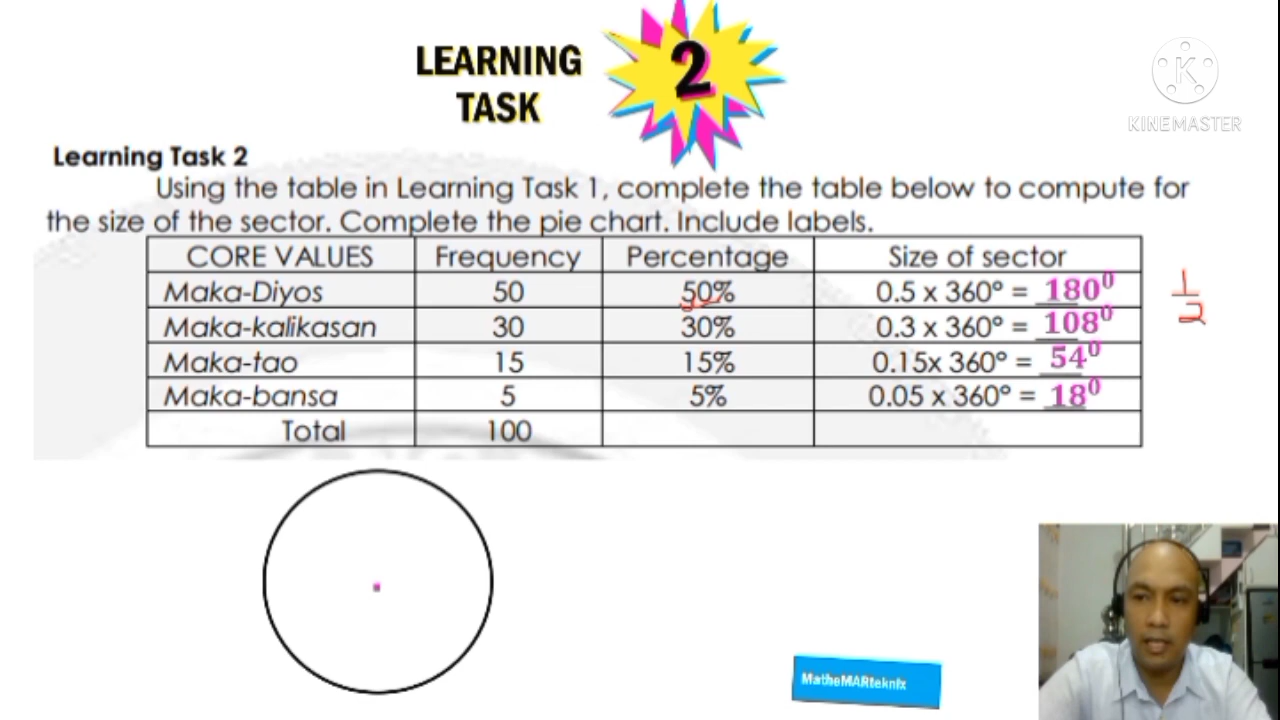 LEARNING
TASK
2
KINEMASTER
Learning Task 2
Using the table in Learning Task 1, complete the table below to compute for
the size of the sector. Complete the pie chart. Include labels.
CORE VALUES Frequency Percentage Size of sector
Maka-Diyos 50 50% 0.5 x 360° = 180⁰
1/2
Maka-kalikasan 30 30% 0.3 x 360° = 108⁰
Maka-tao 15 15% 0.15x 360° = 54⁰
Maka-bansa 5 5% 0.05 x 360° = 18⁰
Total 100
MatheMARteknix